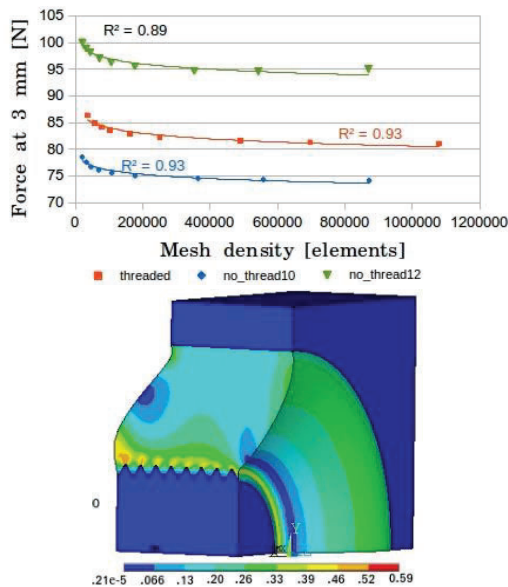 Force at 3 mm [N]
105
100
95
90
85
80
75
70
R² = 0.89
R² = 0.93
R² = 0.93
0 200000 400000 600000 800000 1000000 1200000
Mesh density [elements]
threaded no_thread10 no_thread12
0
Y
.21e-5 .066 .13 .20 .26 .33 .39 .46 .52 0.59